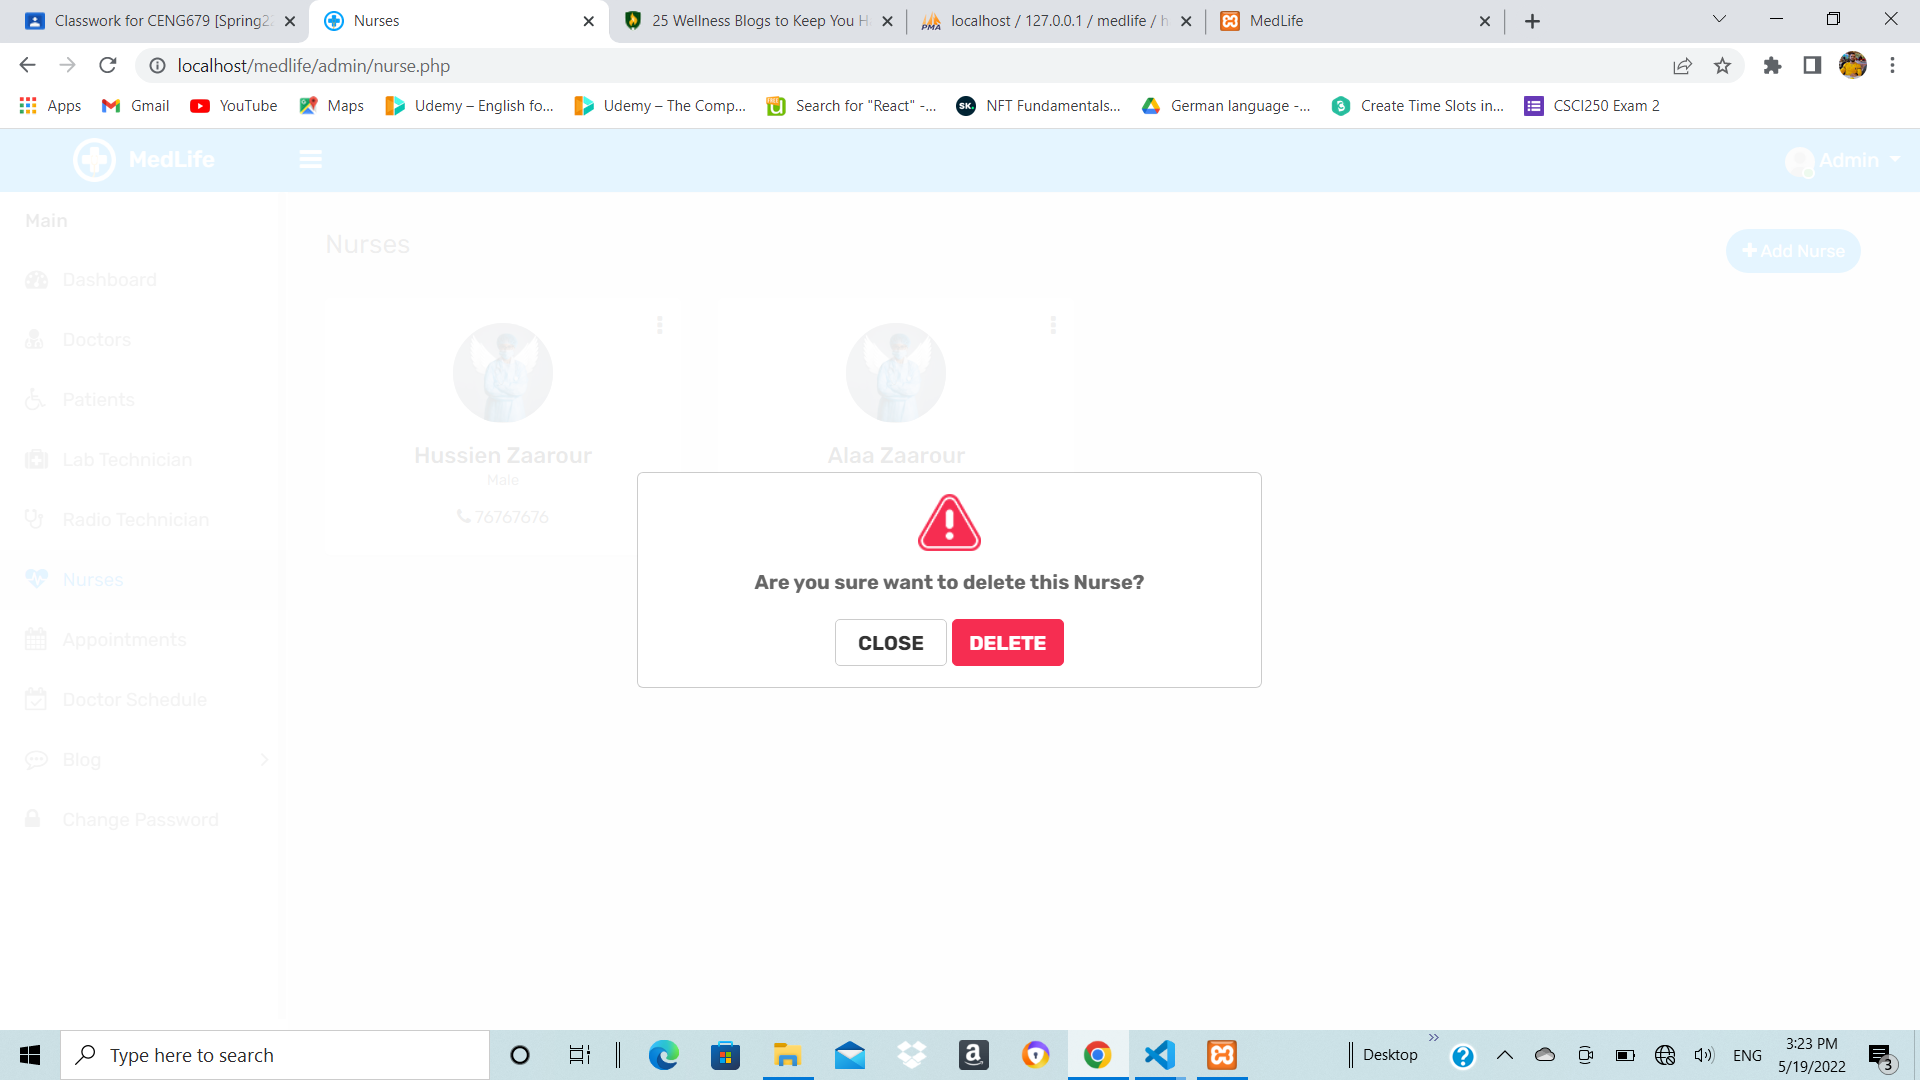 Classwork for CENG679 [Spring22
Nurses
25 Wellness Blogs to Keep You Ha
localhost / 127.0.0.1 / medlife / h
MedLife
localhost/medlife/admin/nurse.php
Apps
Gmail
YouTube
Maps
Udemy – English fo...
Udemy – The Comp...
Search for "React" -...
NFT Fundamentals...
German language -...
Create Time Slots in...
CSCI250 Exam 2
MedLife
Admin
Main
Dashboard
Doctors
Patients
Lab Technician
Radio Technician
Nurses
Appointments
Doctor Schedule
Blog
Change Password
Nurses
Add Nurse
Hussien Zaarour
Male
76767676
Alaa Zaarour
Are you sure want to delete this Nurse?
CLOSE
DELETE
Type here to search
Desktop
ENG
3:23 PM
5/19/2022
3